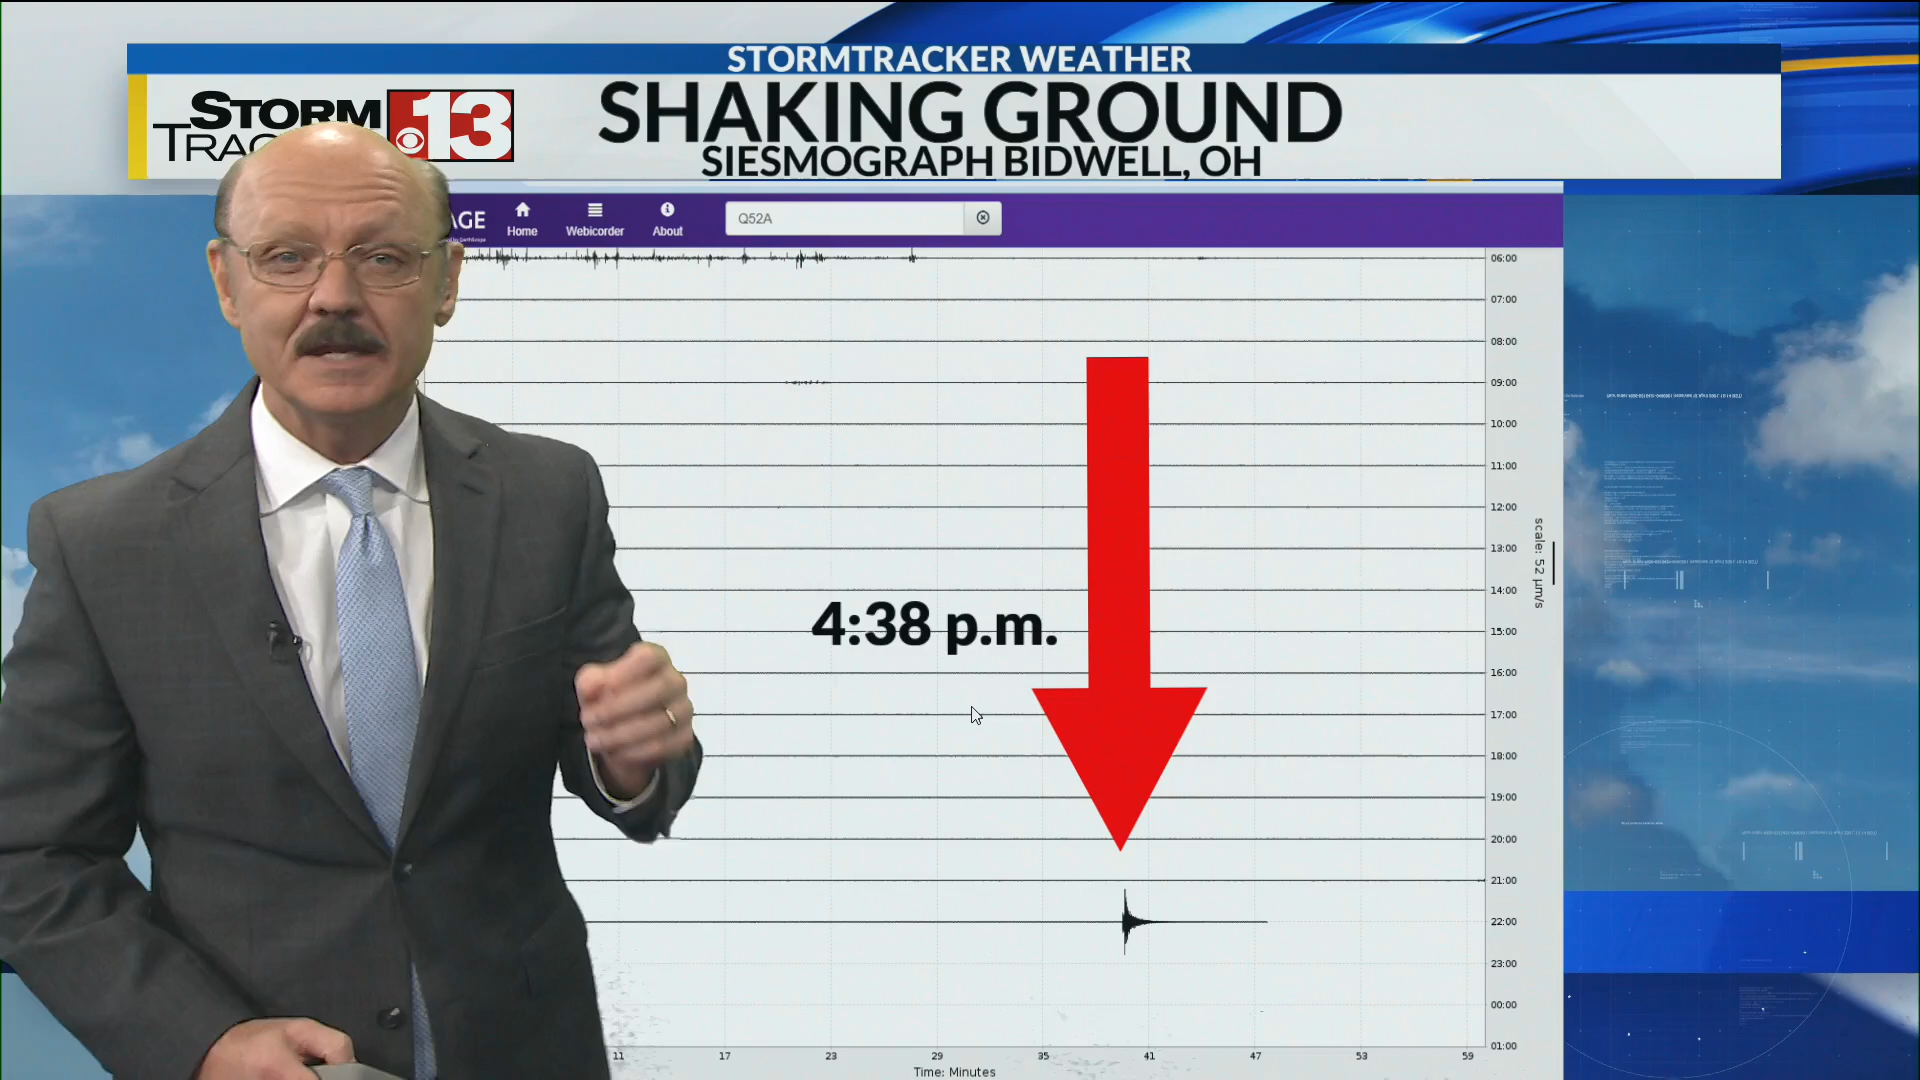 STORMTRACKER WEATHER
STORM
TRAC
13
SHAKING GROUND
SIESMOGRAPH BIDWELL, OH
AGE
Home
Webicorder
About
Q52A
06:00
07:00
08:00
09:00
10:00
11:00
12:00
13:00
14:00
15:00
16:00
17:00
18:00
19:00
20:00
21:00
22:00
23:00
00:00
01:00
4:38 p.m.
scale: 52 µm/s
11 17 23 29 35 41 47 53 59
Time: Minutes